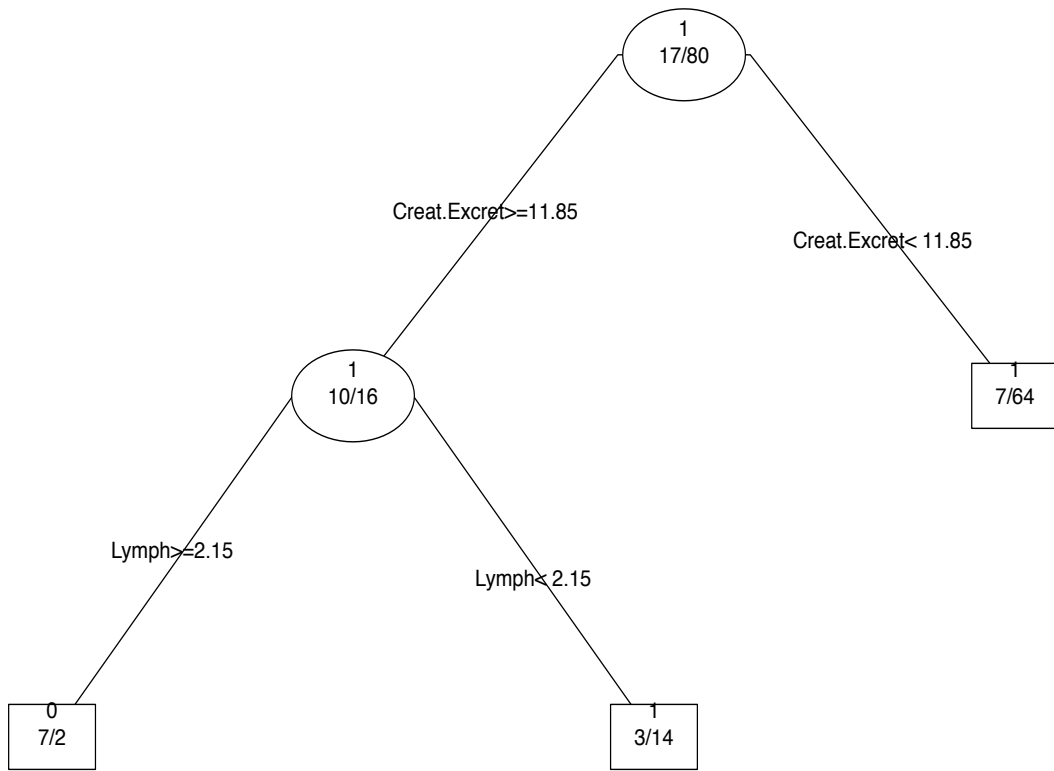 1
17/80
Creat.Excret>=11.85
Creat.Excret< 11.85
1
10/16
1
7/64
Lymph>=2.15
Lymph< 2.15
0
7/2
1
3/14